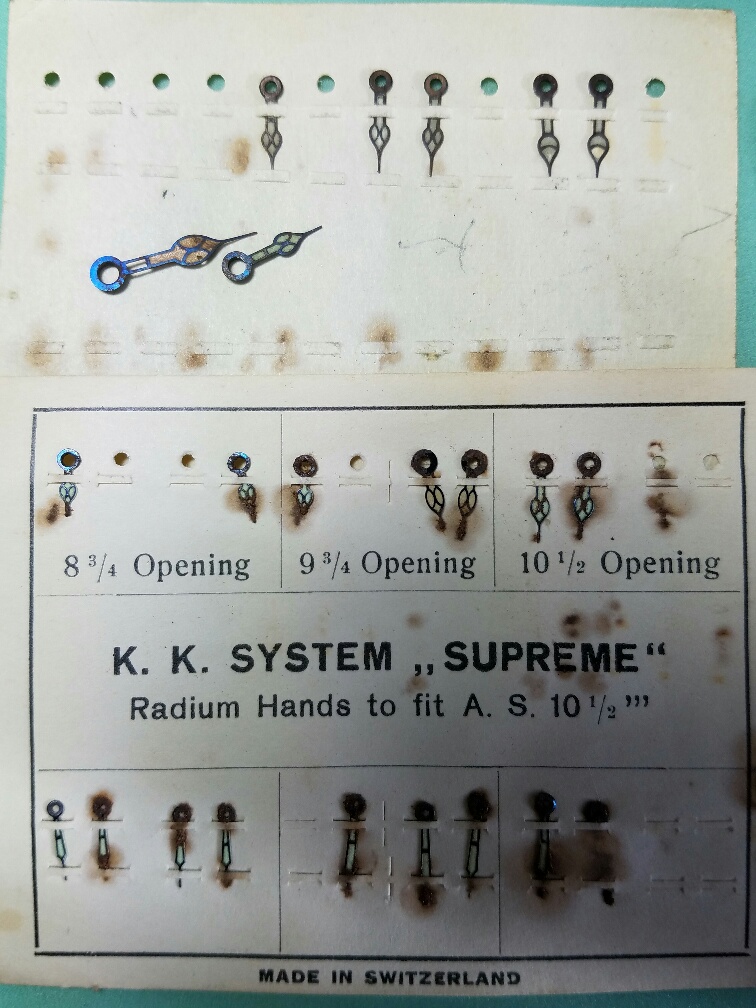 8 3/4 Opening
9 3/4 Opening
10 1/2 Opening
K. K. SYSTEM „SUPREME“
Radium Hands to fit A. S. 10 1/2 ”’
MADE IN SWITZERLAND